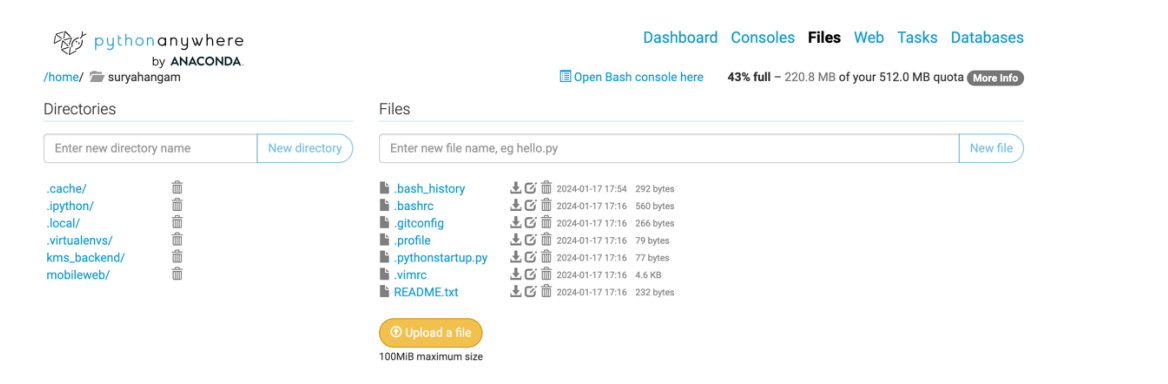 pythonanywhere
by ANACONDA.
Dashboard Consoles Files Web Tasks Databases
/home/ suryahangam
Open Bash console here 43% full – 220.8 MB of your 512.0 MB quota More Info
Directories
Enter new directory name New directory
.cache/
.ipython/
.local/
.virtualenvs/
kms_backend/
mobileweb/
Files
Enter new file name, eg hello.py New file
.bash_history 2024-01-17 17:54 292 bytes
.bashrc 2024-01-17 17:16 560 bytes
.gitconfig 2024-01-17 17:16 266 bytes
.profile 2024-01-17 17:16 79 bytes
.pythonstartup.py 2024-01-17 17:16 77 bytes
.vimrc 2024-01-17 17:16 4.6 KB
README.txt 2024-01-17 17:16 232 bytes
Upload a file
100MiB maximum size